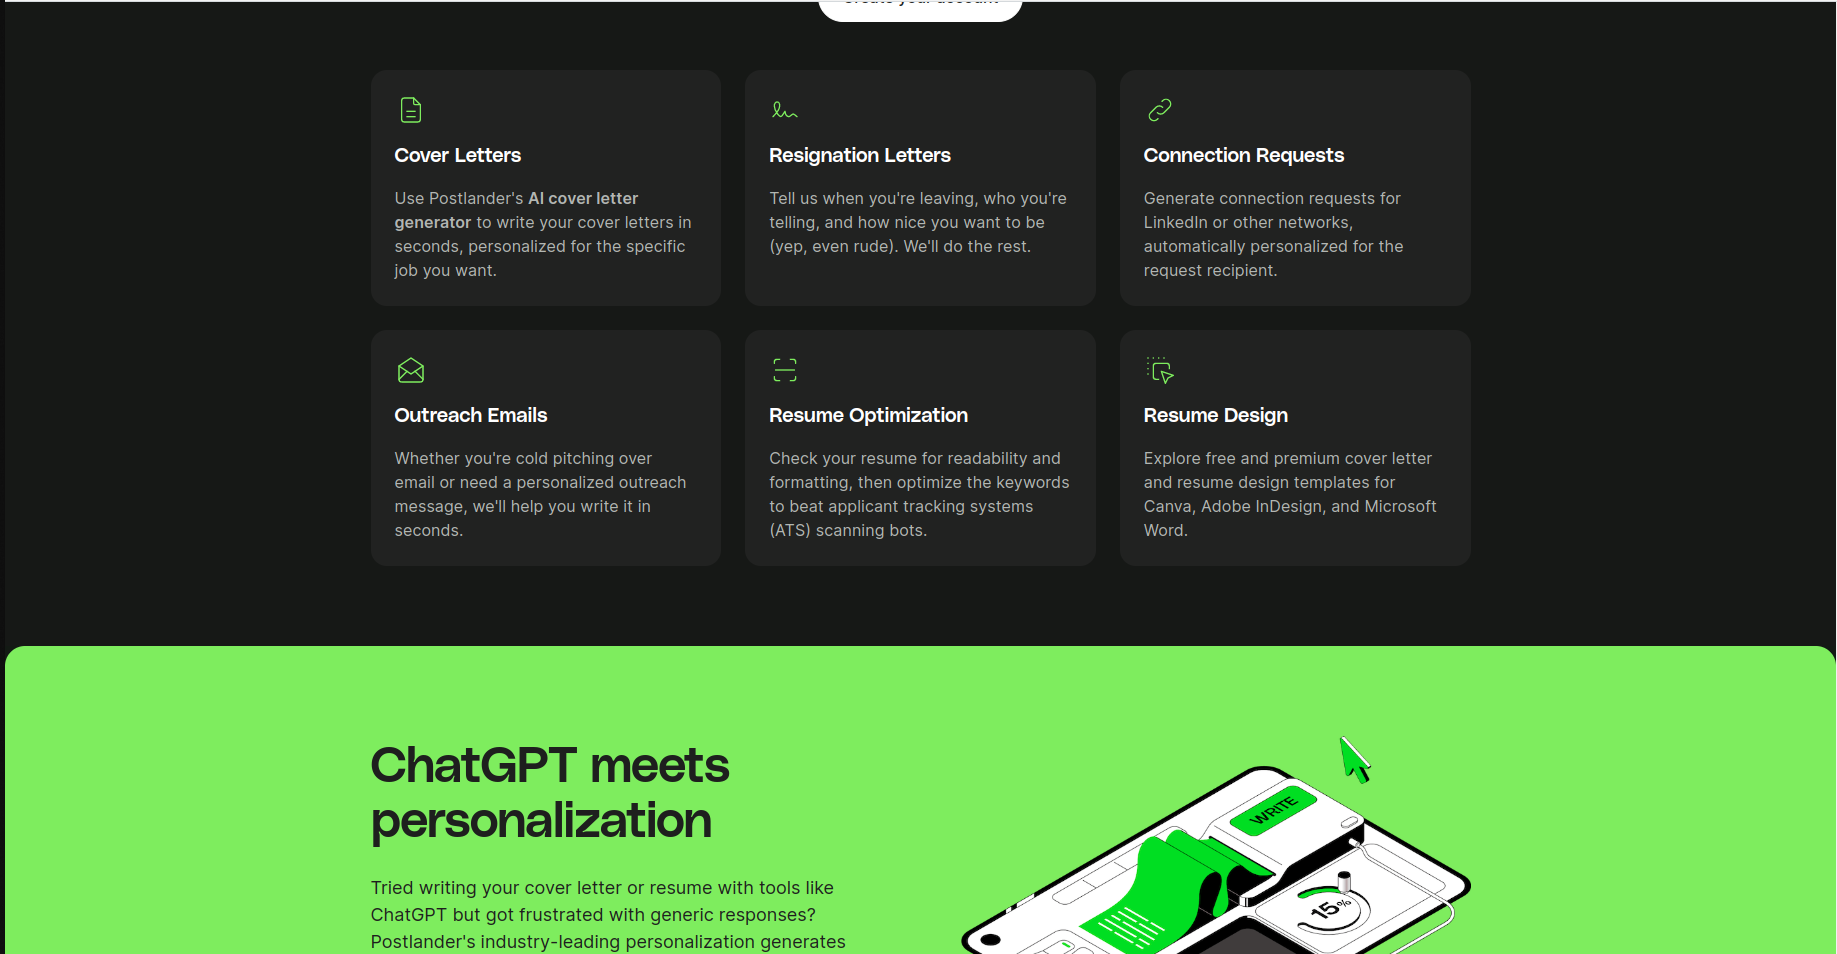 Create your account
Cover Letters
Use Postlander's AI cover letter
generator to write your cover letters in
seconds, personalized for the specific
job you want.
Resignation Letters
Tell us when you're leaving, who you're
telling, and how nice you want to be
(yep, even rude). We'll do the rest.
Connection Requests
Generate connection requests for
LinkedIn or other networks,
automatically personalized for the
request recipient.
Outreach Emails
Whether you're cold pitching over
email or need a personalized outreach
message, we'll help you write it in
seconds.
Resume Optimization
Check your resume for readability and
formatting, then optimize the keywords
to beat applicant tracking systems
(ATS) scanning bots.
Resume Design
Explore free and premium cover letter
and resume design templates for
Canva, Adobe InDesign, and Microsoft
Word.
ChatGPT meets
personalization
Tried writing your cover letter or resume with tools like
ChatGPT but got frustrated with generic responses?
Postlander's industry-leading personalization generates
WRITE
15%